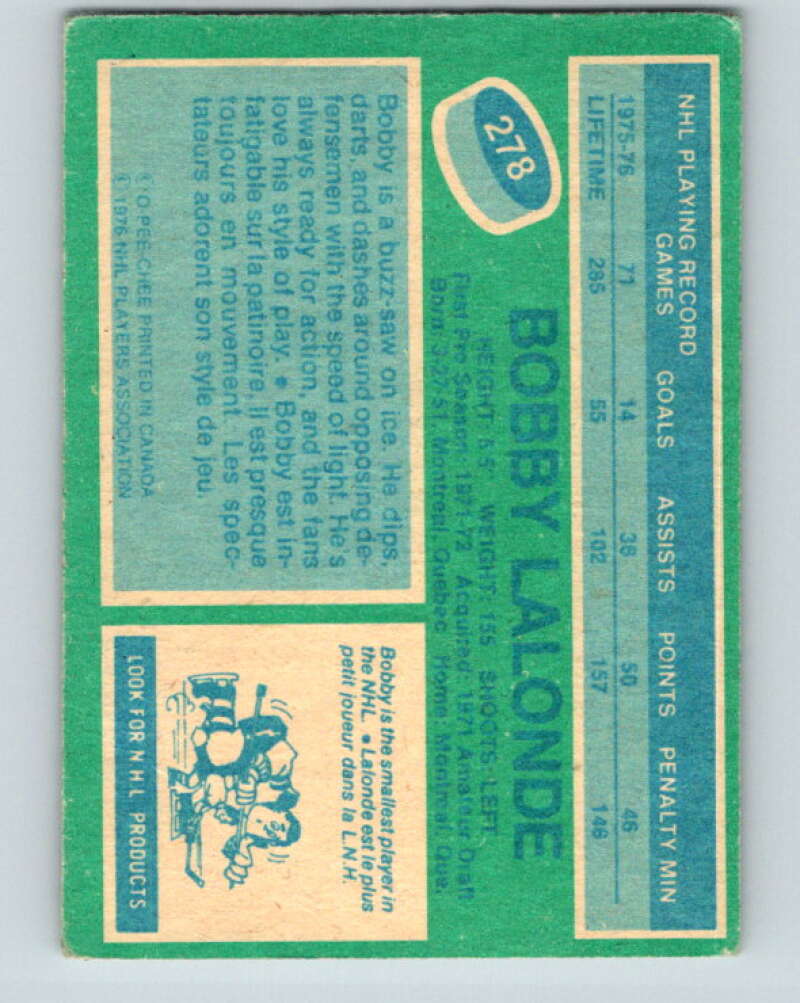 278
NHL PLAYING RECORD
GAMES GOALS ASSISTS POINTS PENALTY MIN
1975-76 71 14 36 50 46
LIFETIME 285 55 102 157 146
BOBBY LALONDE
HEIGHT: 5'5" WEIGHT: 155 SHOOTS: LEFT
First Pro Season: 1971-72 Acquired: 1971 Amateur Draft
Born: 3-27-51, Montreal, Quebec Home: Montreal, Que.
Bobby is a buzz-saw on ice. He dips,
darts, and dashes around opposing de-
fensemen with the speed of light. He's
always ready for action, and the fans
love his style of play. • Bobby est in-
fatigable sur la patinoire. Il est presque
toujours en mouvement. Les spec-
tateurs adorent son style de jeu.
© O-PEE-CHEE PRINTED IN CANADA
© 1976 NHL PLAYERS ASSOCIATION
Bobby is the smallest player in
the NHL. • Lalonde est le plus
petit joueur dans la L.N.H.
LOOK FOR NHL PRODUCTS